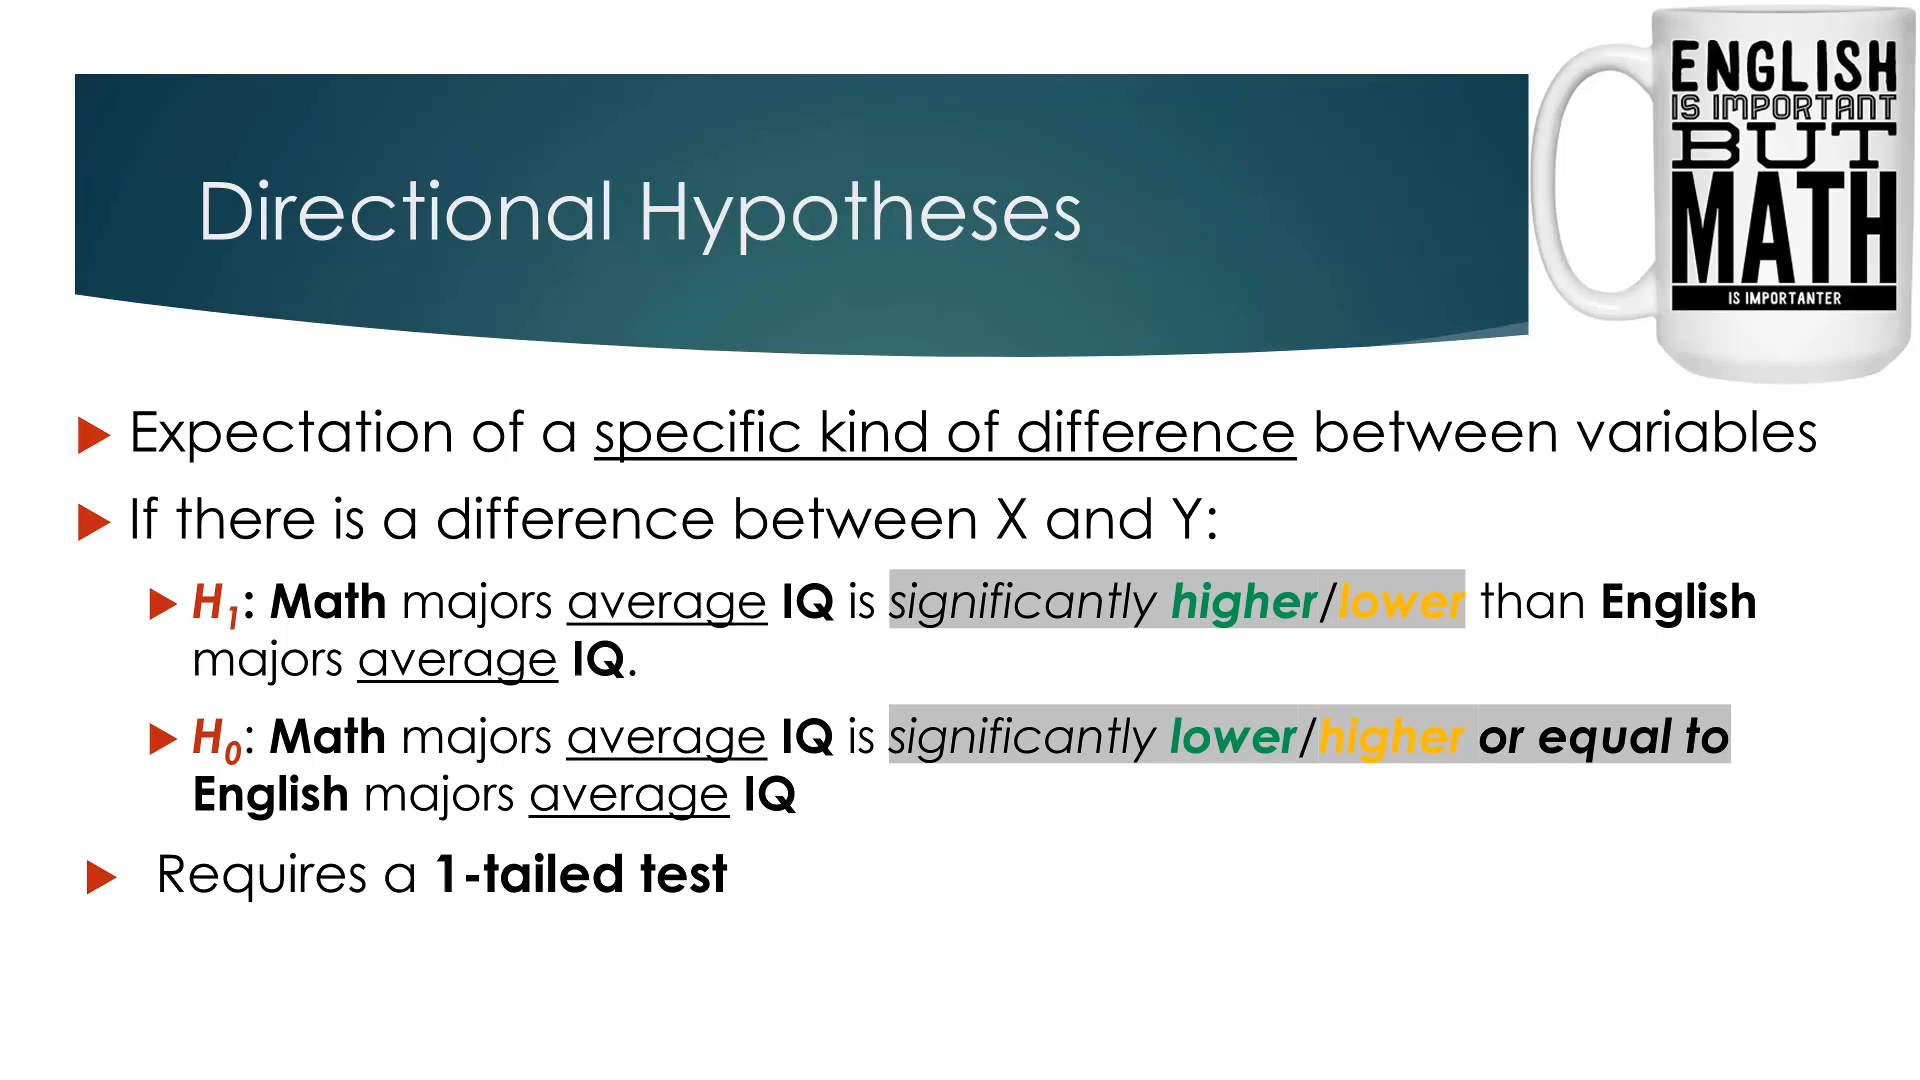 ENGLISH
IS IMPORTANT
BUT
MATH
IS IMPORTANTER
Directional Hypotheses
Expectation of a specific kind of difference between variables
If there is a difference between X and Y:
H1: Math majors average IQ is significantly higher/lower than English
majors average IQ.
H0: Math majors average IQ is significantly lower/higher or equal to
English majors average IQ
Requires a 1-tailed test